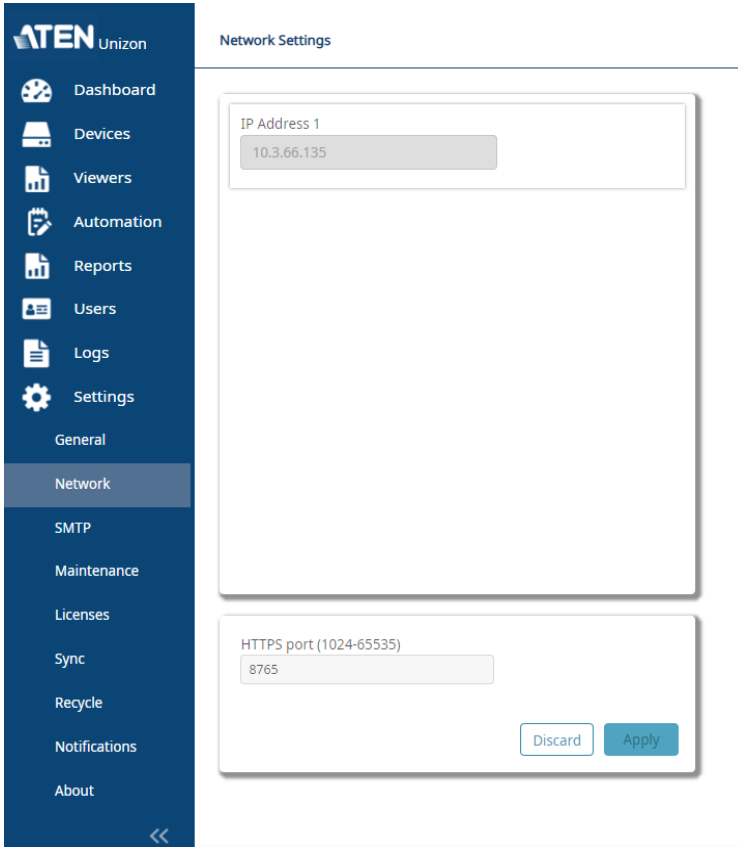 ATEN Unizon
Network Settings
Dashboard
Devices
Viewers
Automation
Reports
Users
Logs
Settings
General
Network
SMTP
Maintenance
Licenses
Sync
Recycle
Notifications
About
IP Address 1
10.3.66.135
HTTPS port (1024-65535)
8765
Discard
Apply